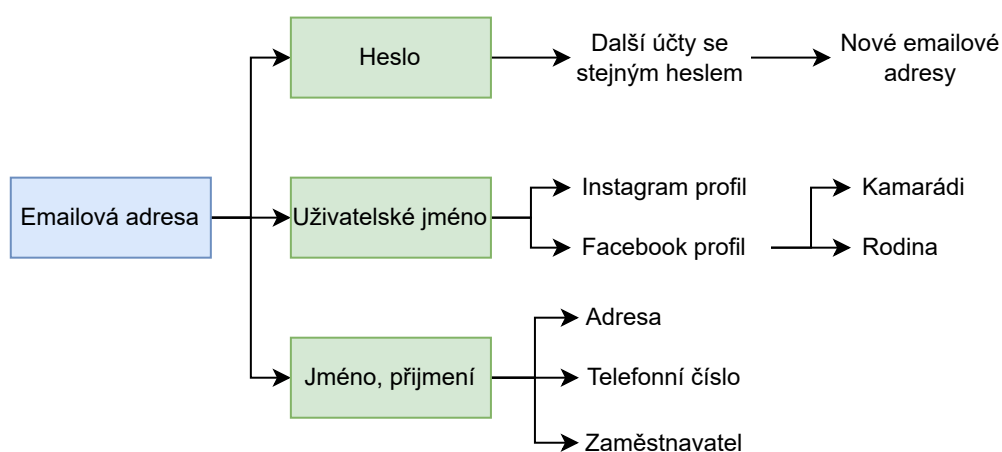 Heslo
Další účty se
stejným heslem
Nové emailové
adresy
Emailová adresa
Uživatelské jméno
Instagram profil
Facebook profil
Kamarádi
Rodina
Jméno, přijmení
Adresa
Telefonní číslo
Zaměstnavatel